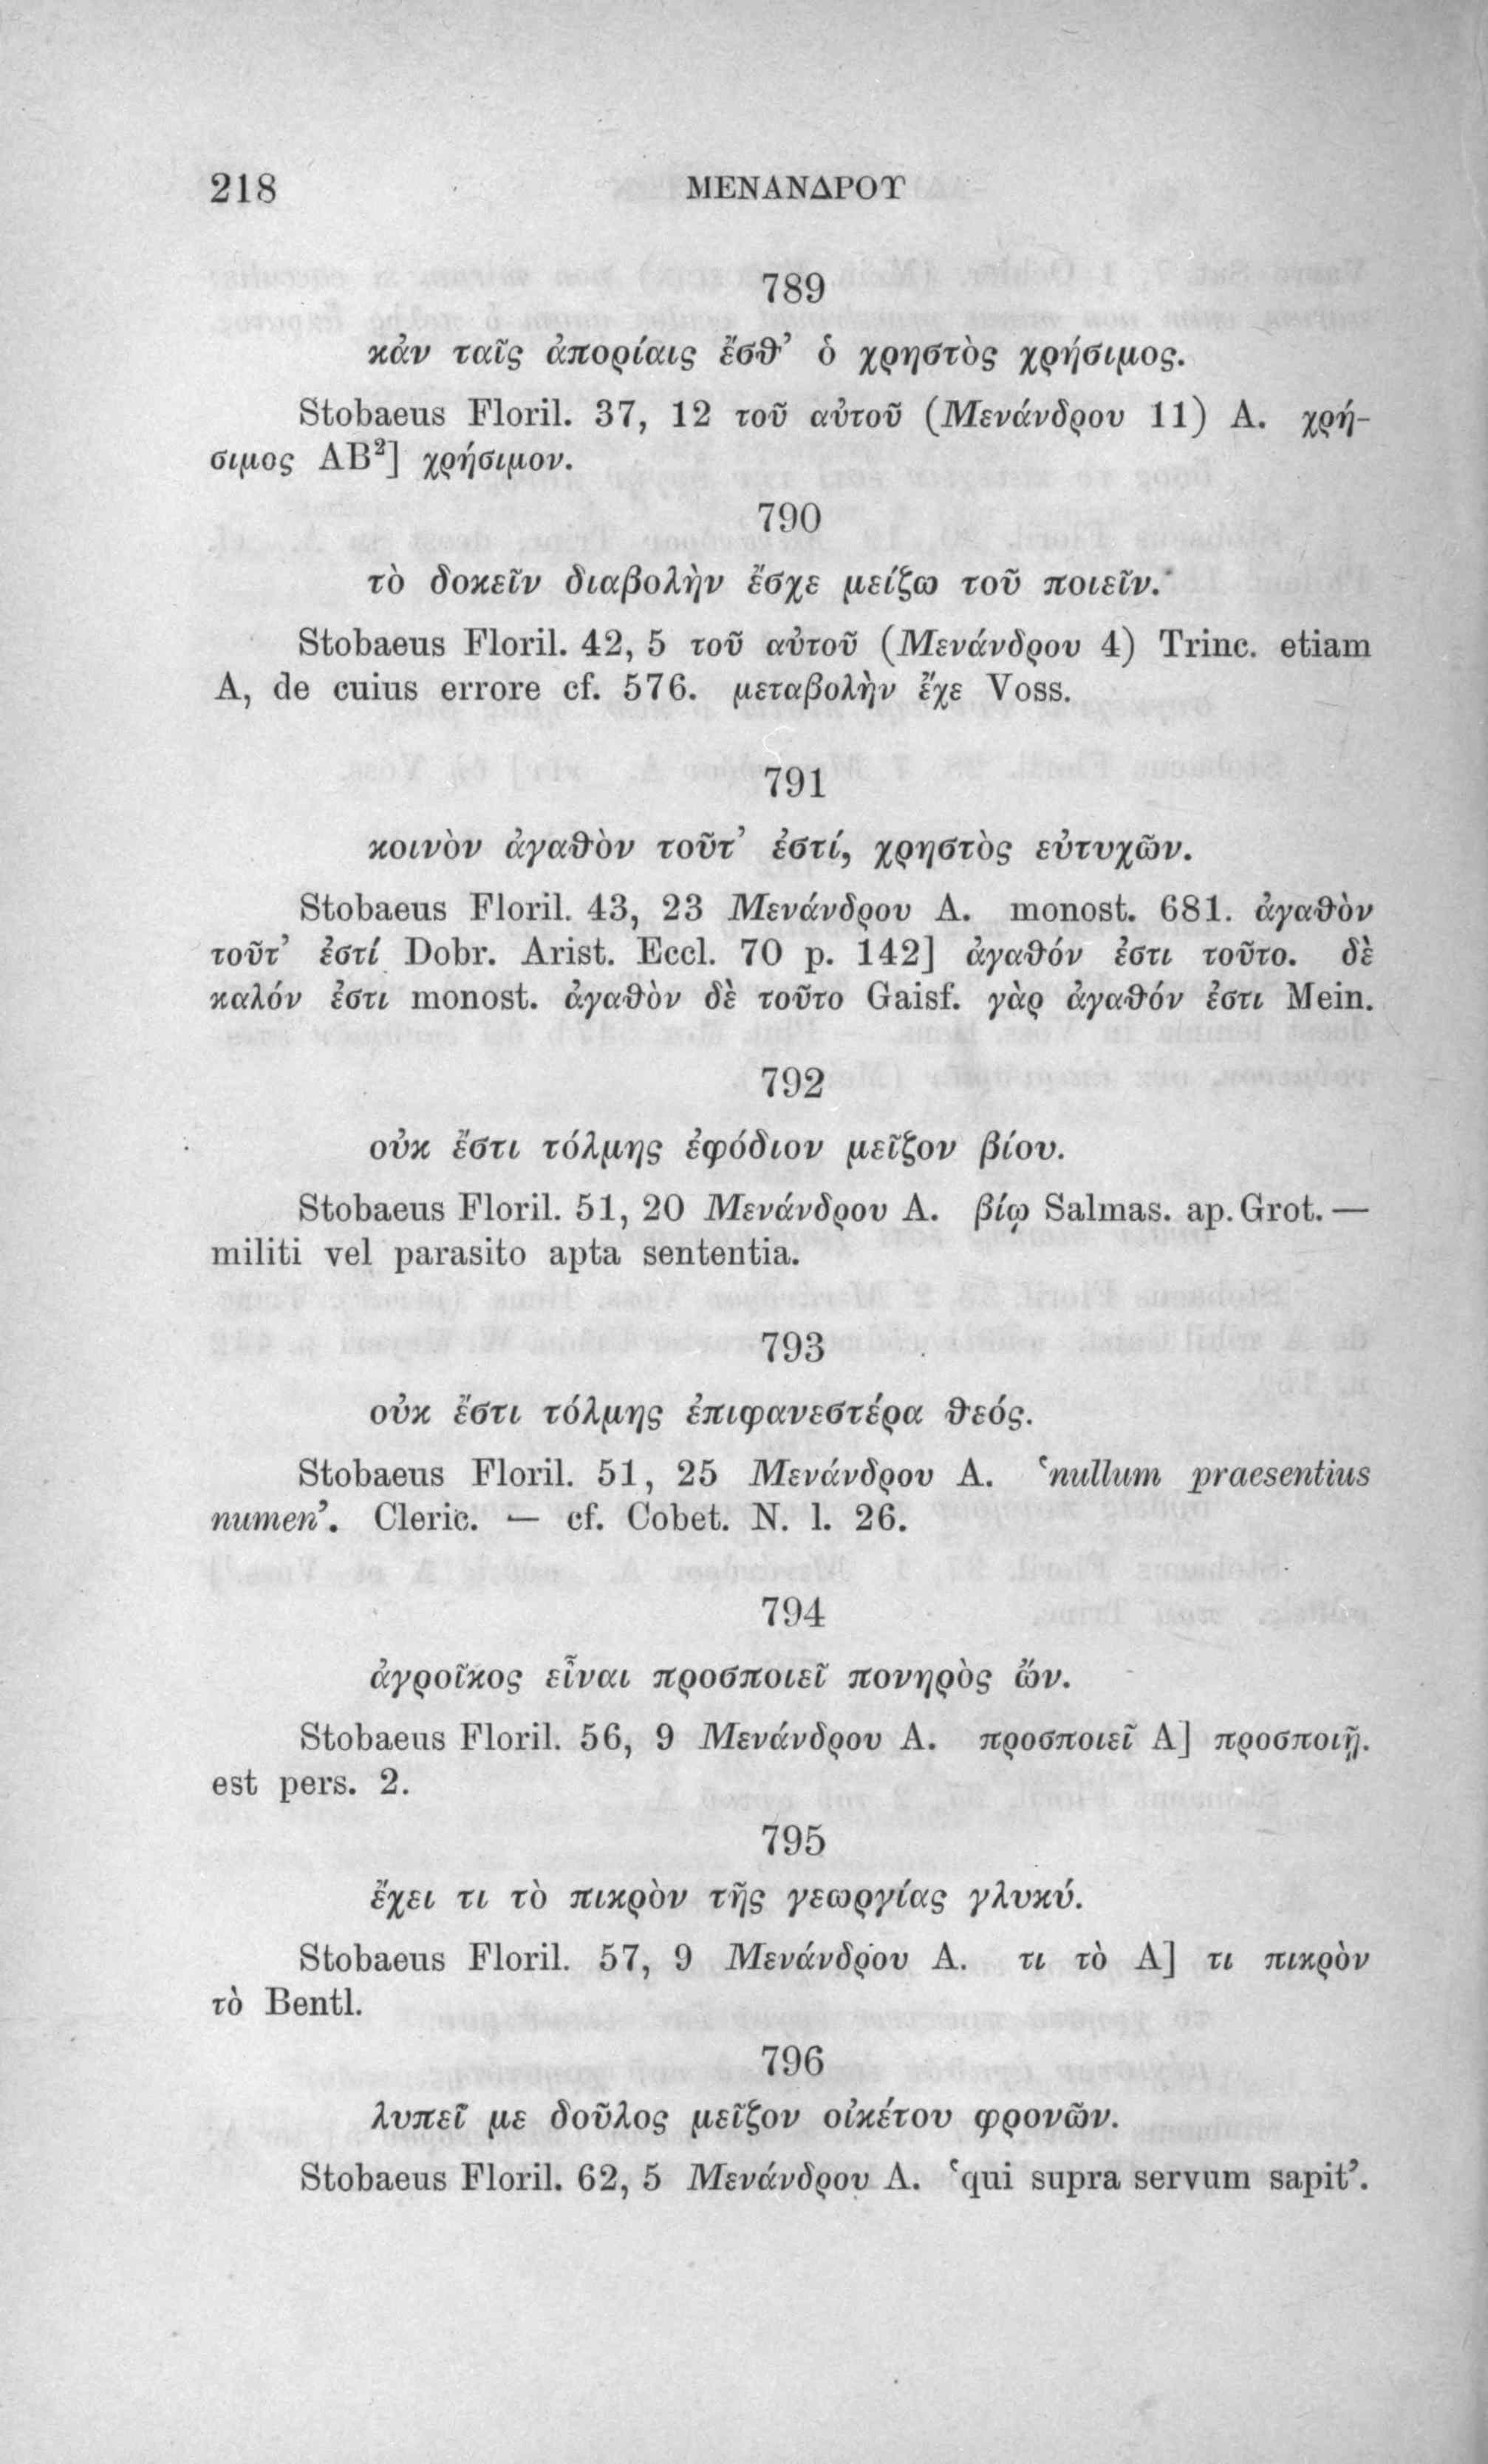 218 ΜΕΝΑΝΔΡΟΥ
789
κἀν ταῖς ἀπορίαις ἔσθ’ ὁ χρηστὸς χρήσιμος.
Stobaeus Floril. 37, 12 τοῦ αὐτοῦ (Μενάνδρου 11) A. χρή-
σιμος AB²] χρήσιμον.
790
τὸ δοκεῖν διαβολὴν ἔσχε μείζω τοῦ ποιεῖν.
Stobaeus Floril. 42, 5 τοῦ αὐτοῦ (Μενάνδρου 4) Trinc. etiam
A, de cuius errore cf. 576. μεταβολὴν ἔχε Voss.
791
κοινὸν ἀγαθὸν τοῦτ’ ἐστί, χρηστὸς εὐτυχῶν.
Stobaeus Floril. 43, 23 Μενάνδρου A. monost. 681. ἀγαθὸν
τοῦτ’ ἐστί Dobr. Arist. Eccl. 70 p. 142] ἀγαθόν ἐστι τοῦτο. δὲ
καλόν ἐστι monost. ἀγαθὸν δὲ τοῦτο Gaisf. γὰρ ἀγαθόν ἐστι Mein.
792
οὐκ ἔστι τόλμης ἐφόδιον μεῖζον βίου.
Stobaeus Floril. 51, 20 Μενάνδρου A. βίῳ Salmas. ap. Grot. —
militi vel parasito apta sententia.
793
οὐκ ἔστι τόλμης ἐπιφανεστέρα θεός.
Stobaeus Floril. 51, 25 Μενάνδρου A. ‘nullum praesentius
numen’. Cleric. — cf. Cobet. N. l. 26.
794
ἀγροῖκος εἶναι προσποιεῖ πονηρὸς ὤν.
Stobaeus Floril. 56, 9 Μενάνδρου A. προσποιεῖ A] προσποιῇ.
est pers. 2.
795
ἔχει τι τὸ πικρὸν τῆς γεωργίας γλυκύ.
Stobaeus Floril. 57, 9 Μενάνδρου A. τι τὸ A] τι πικρὸν
τὸ Bentl.
796
λυπεῖ με δοῦλος μεῖζον οἰκέτου φρονῶν.
Stobaeus Floril. 62, 5 Μενάνδρου A. ‘qui supra servum sapit’.